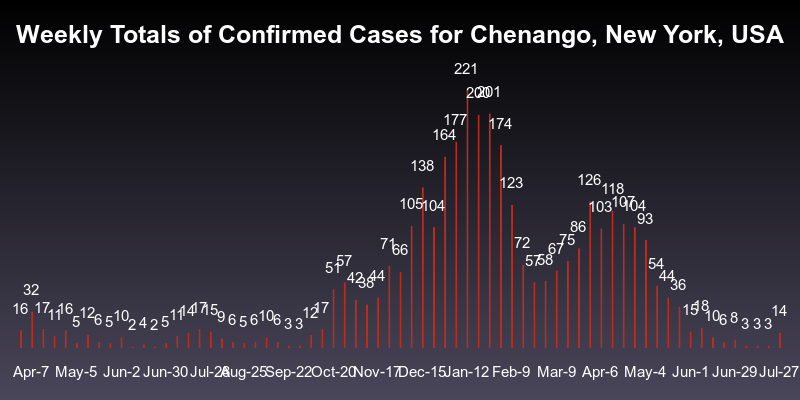 Weekly Totals of Confirmed Cases for Chenango, New York, USA
16 32 17 11 16 5 12 6 5 10 2 4 2 5 11 14 17 15 9 6 5 6 10 6 3 3 12 17 51 57 42 38 44 71 66 105 138 104 164 177 221 200 201 174 123 72 57 58 67 75 86 126 103 118 107 104 93 54 44 36 15 18 10 6 8 3 3 3 14
Apr-7 May-5 Jun-2 Jun-30 Jul-28 Aug-25 Sep-22 Oct-20 Nov-17 Dec-15 Jan-12 Feb-9 Mar-9 Apr-6 May-4 Jun-1 Jun-29 Jul-27